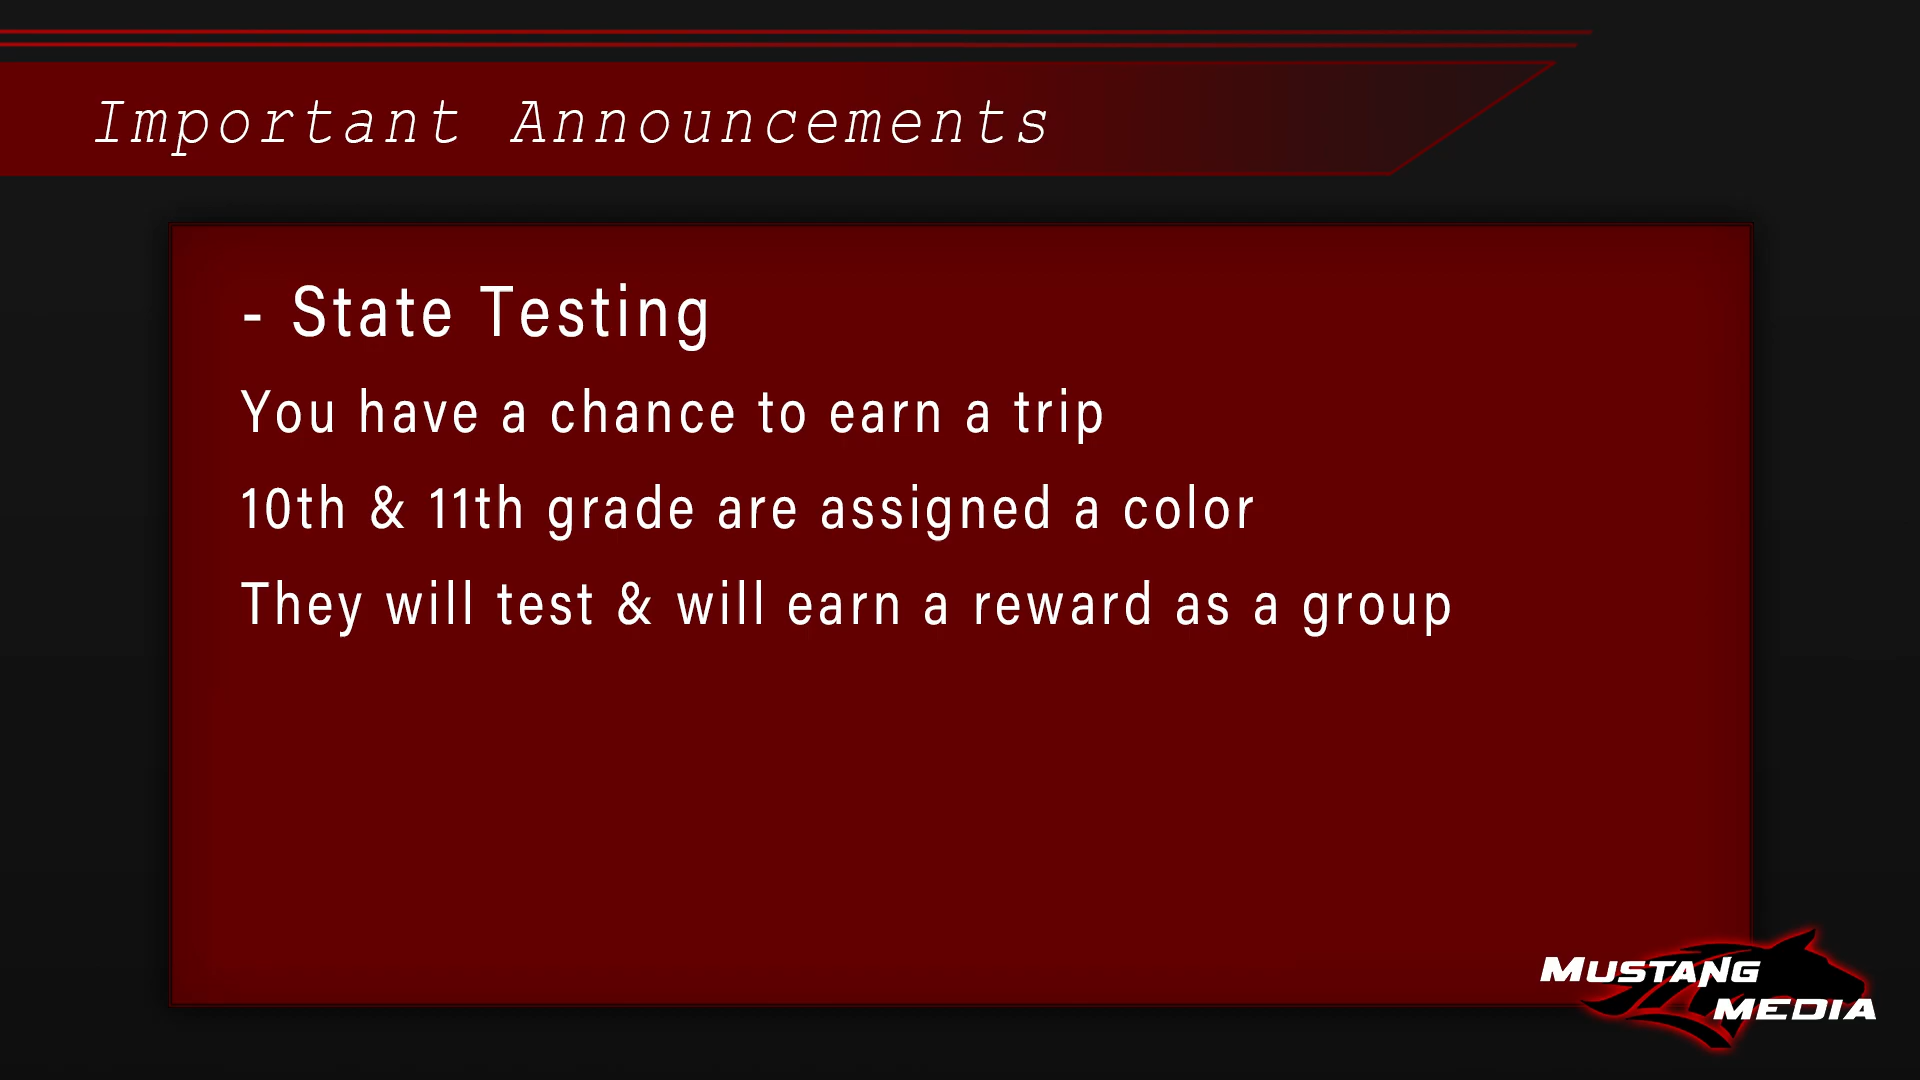 Important Announcements
- State Testing
You have a chance to earn a trip
10th & 11th grade are assigned a color
They will test & will earn a reward as a group
MUSTANG
MEDIA